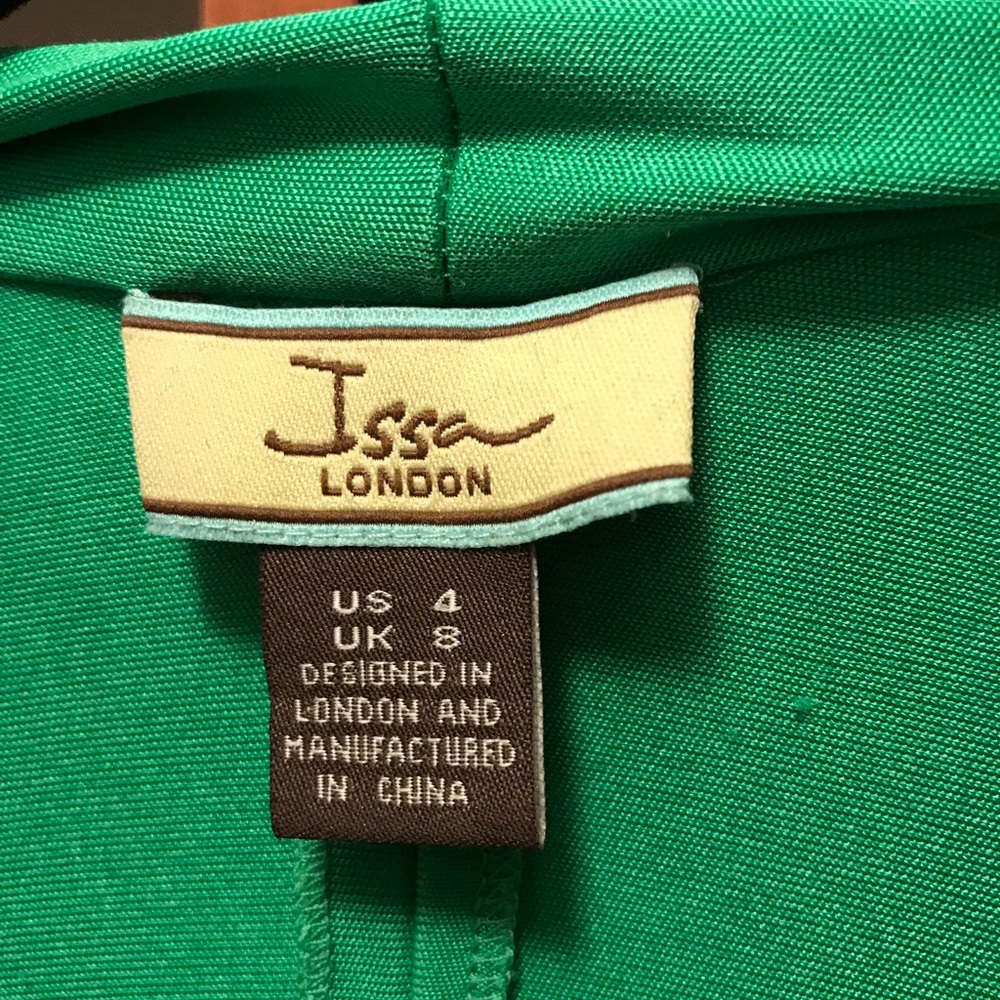 Issa
LONDON
US 4
UK 8
DESIGNED IN
LONDON AND
MANUFACTURED
IN CHINA